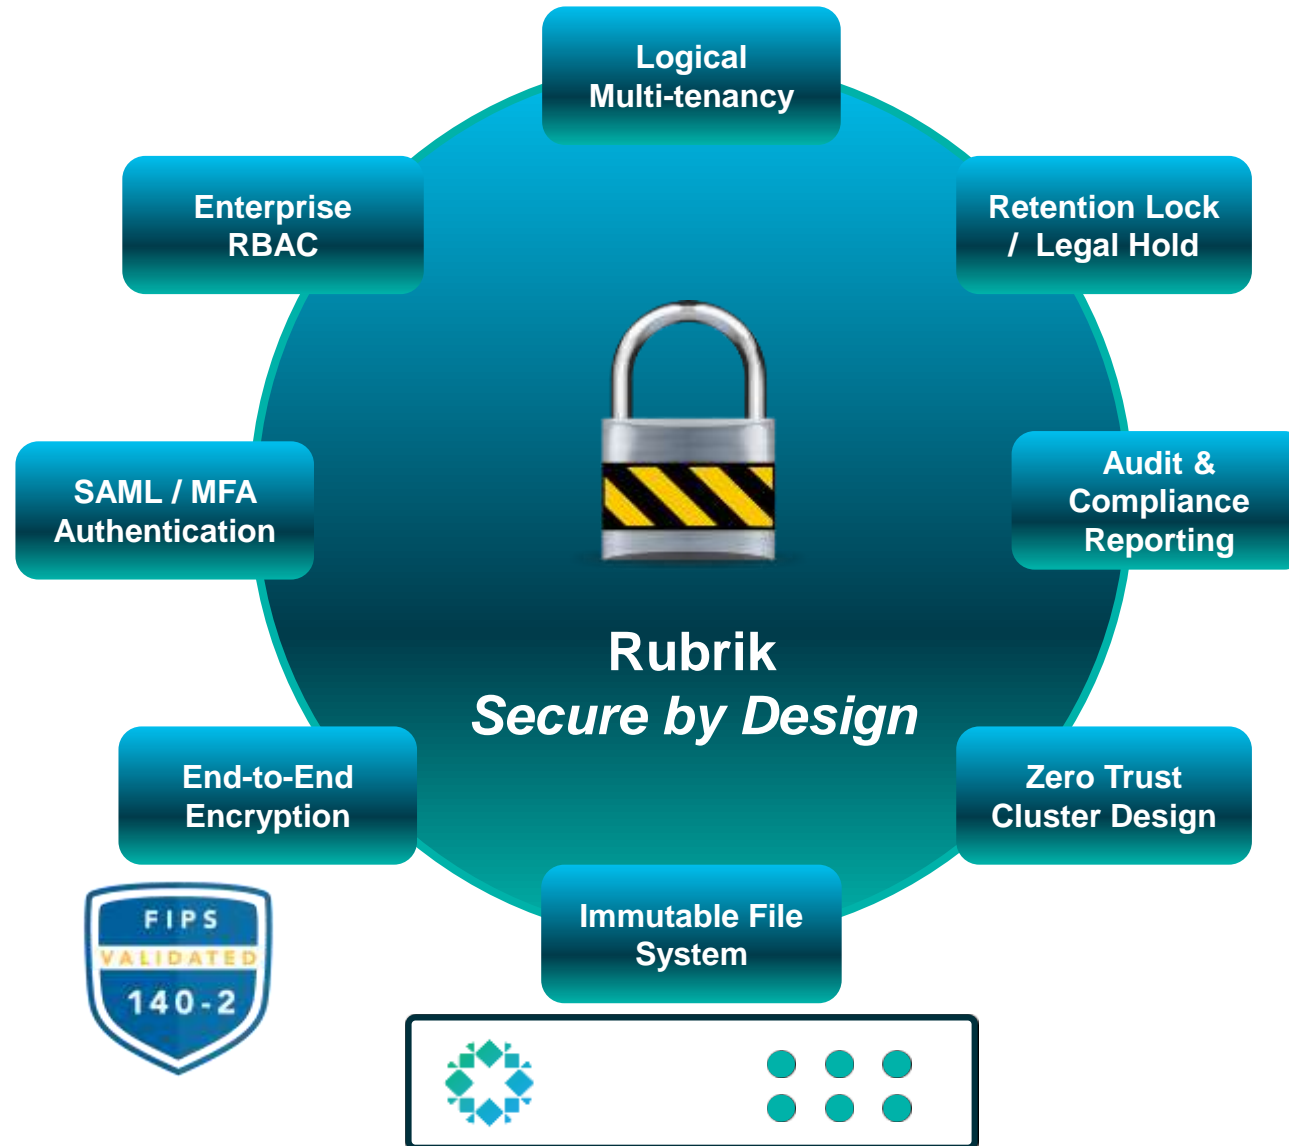 Logical
Multi-tenancy
Enterprise
RBAC
Retention Lock
/ Legal Hold
SAML / MFA
Authentication
Audit &
Compliance
Reporting
Rubrik
Secure by Design
End-to-End
Encryption
Zero Trust
Cluster Design
Immutable File
System
FIPS
VALIDATED
140-2